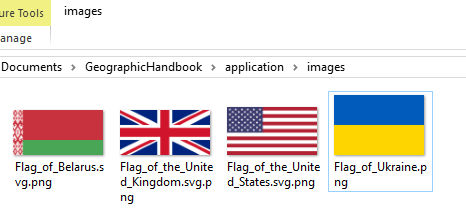 ure Tools
images
anage
Documents > GeographicHandbook > application > images
Flag_of_Belarus.s
vg.png
Flag_of_the_Unite
d_Kingdom.svg.p
ng
Flag_of_the_Unit
ed_States.svg.png
Flag_of_Ukraine.p
ng